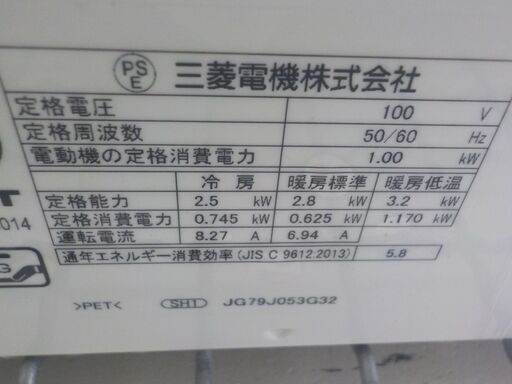 PS
E
三菱電機株式会社
定格電圧 100 V
定格周波数 50/60 Hz
電動機の定格消費電力 1.00 kW
冷房 暖房標準 暖房低温
定格能力 2.5 kW 2.8 kW 3.2 kW
定格消費電力 0.745 kW 0.625 kW 1.170 kW
運転電流 8.27 A 6.94 A
通年エネルギー消費効率(JIS C 9612:2013) 5.8
T
014
G
>PET< SH1 JG79J053G32